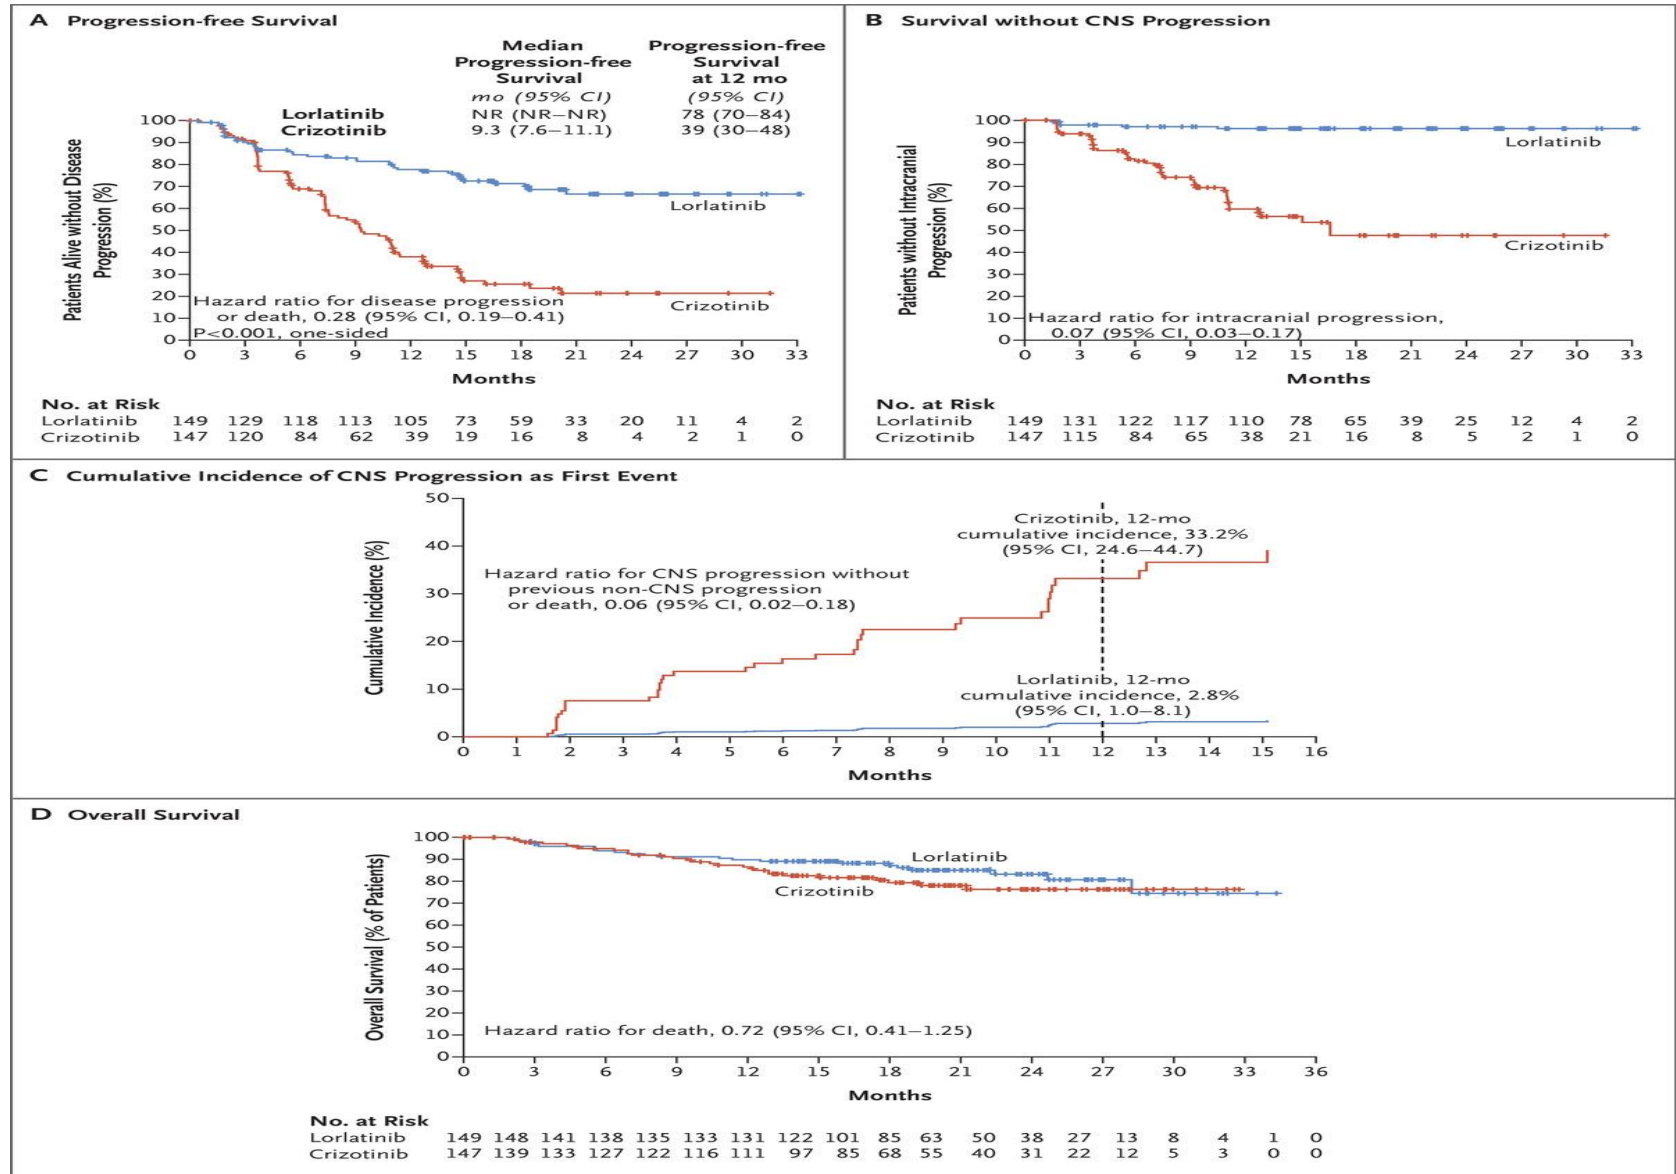 A Progression-free Survival
Median Progression-free Survival
Progression-free Survival at 12 mo
mo (95% CI)
(95% CI)
Lorlatinib NR (NR–NR) 78 (70–84)
Crizotinib 9.3 (7.6–11.1) 39 (30–48)
Patients Alive without Disease
Progression (%)
100
90
80
70
60
50
40
30
20
10
0
Lorlatinib
Crizotinib
Hazard ratio for disease progression
or death, 0.28 (95% CI, 0.19–0.41)
P<0.001, one-sided
0 3 6 9 12 15 18 21 24 27 30 33
Months
No. at Risk
Lorlatinib 149 129 118 113 105 73 59 33 20 11 4 2
Crizotinib 147 120 84 62 39 19 16 8 4 2 1 0
B Survival without CNS Progression
Patients without Intracranial
Progression (%)
100
90
80
70
60
50
40
30
20
10
0
Lorlatinib
Crizotinib
Hazard ratio for intracranial progression,
0.07 (95% CI, 0.03–0.17)
0 3 6 9 12 15 18 21 24 27 30 33
Months
No. at Risk
Lorlatinib 149 131 122 117 110 78 65 39 25 12 4 2
Crizotinib 147 115 84 65 38 21 16 8 5 2 1 0
C Cumulative Incidence of CNS Progression as First Event
Cumulative Incidence (%)
50
40
30
20
10
0
Crizotinib, 12-mo
cumulative incidence, 33.2%
(95% CI, 24.6–44.7)
Hazard ratio for CNS progression without
previous non-CNS progression
or death, 0.06 (95% CI, 0.02–0.18)
Lorlatinib, 12-mo
cumulative incidence, 2.8%
(95% CI, 1.0–8.1)
0 1 2 3 4 5 6 7 8 9 10 11 12 13 14 15 16
Months
D Overall Survival
Overall Survival (% of Patients)
100
90
80
70
60
50
40
30
20
10
0
Lorlatinib
Crizotinib
Hazard ratio for death, 0.72 (95% CI, 0.41–1.25)
0 3 6 9 12 15 18 21 24 27 30 33 36
Months
No. at Risk
Lorlatinib 149 148 141 138 135 133 131 122 101 85 63 50 38 27 13 8 4 1 0
Crizotinib 147 139 133 127 122 116 111 97 85 68 55 40 31 22 12 5 3 0 0